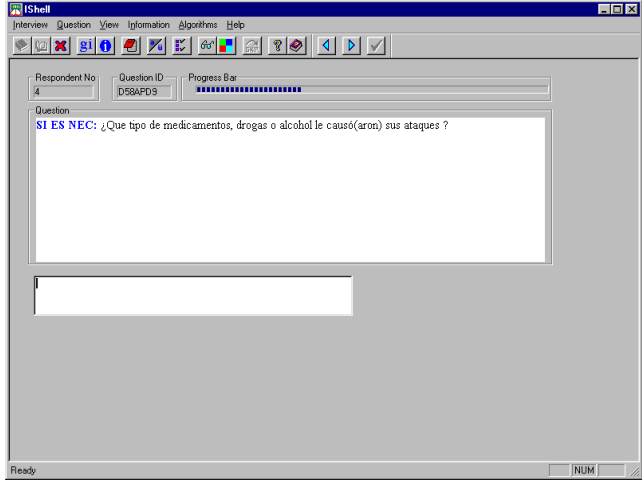 IShell
Interview Question View Information Algorithms Help
Respondent No
Question ID
Progress Bar
4
D58APD9
Question
SI ES NEC: ¿Que tipo de medicamentos, drogas o alcohol le causó(aron) sus ataques ?
Ready
NUM